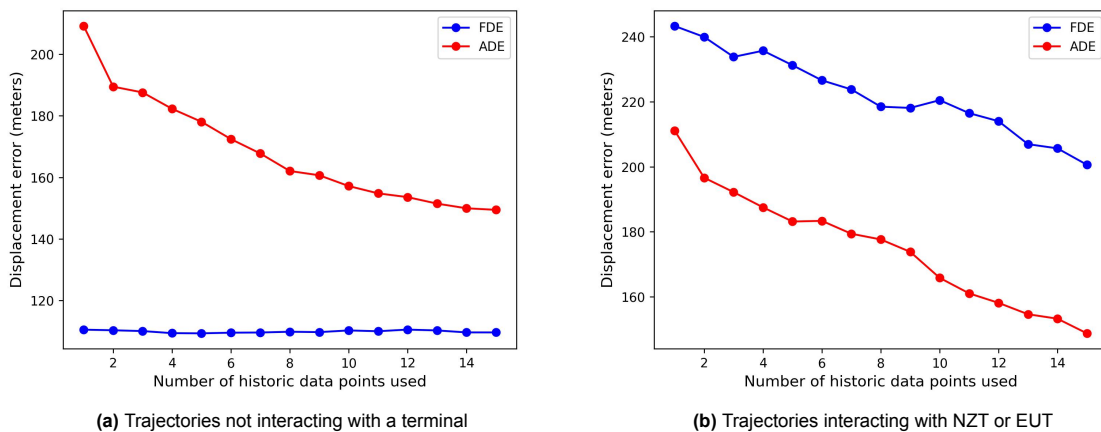 FDE
ADE
200
180
160
140
120
2 4 6 8 10 12 14
Displacement error (meters)
Number of historic data points used
(a) Trajectories not interacting with a terminal
FDE
ADE
240
220
200
180
160
2 4 6 8 10 12 14
Displacement error (meters)
Number of historic data points used
(b) Trajectories interacting with NZT or EUT